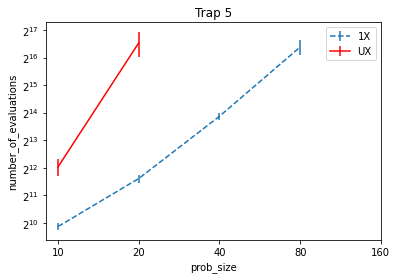 Trap 5
1X
UX
number_of_evaluations
2^17
2^16
2^15
2^14
2^13
2^12
2^11
2^10
10 20 40 80 160
prob_size